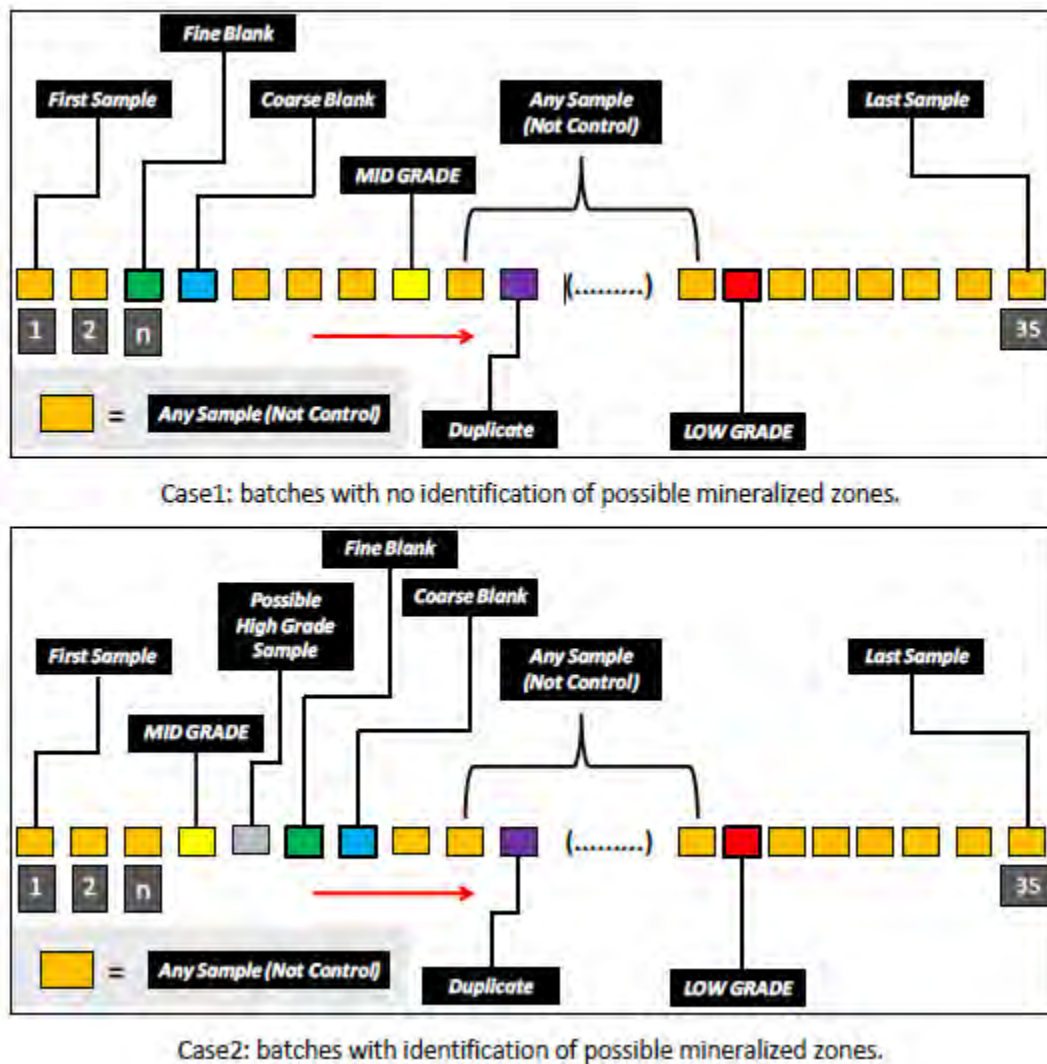 Fine Blank
First Sample
Coarse Blank
Any Sample
(Not Control)
Last Sample
MID GRADE
(.........)
1
2
n
35
= Any Sample (Not Control)
Duplicate
LOW GRADE
Case1: batches with no identification of possible mineralized zones.
Fine Blank
Possible
High Grade
Sample
Coarse Blank
First Sample
Any Sample
(Not Control)
Last Sample
MID GRADE
(.........)
1
2
n
35
= Any Sample (Not Control)
Duplicate
LOW GRADE
Case2: batches with identification of possible mineralized zones.